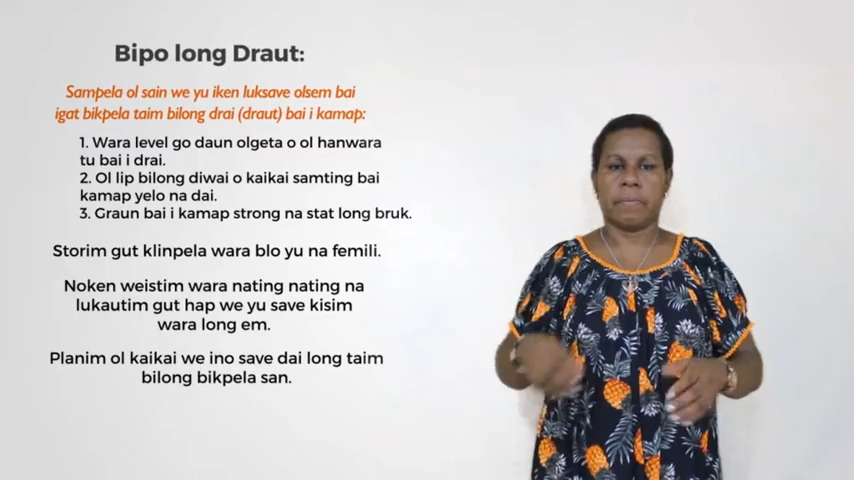 Bipo long Draut:
Sampela ol sain we yu iken luksave olsem bai
igat bikpela taim bilong drai (draut) bai i kamap:
1. Wara level go daun olgeta o ol hanwara
tu bai i drai.
2. Ol lip bilong diwai o kaikai samting bai
kamap yelo na dai.
3. Graun bai i kamap strong na stat long bruk.
Storim gut klinpela wara blo yu na femili.
Noken weistim wara nating nating na
lukautim gut hap we yu save kisim
wara long em.
Planim ol kaikai we ino save dai long taim
bilong bikpela san.